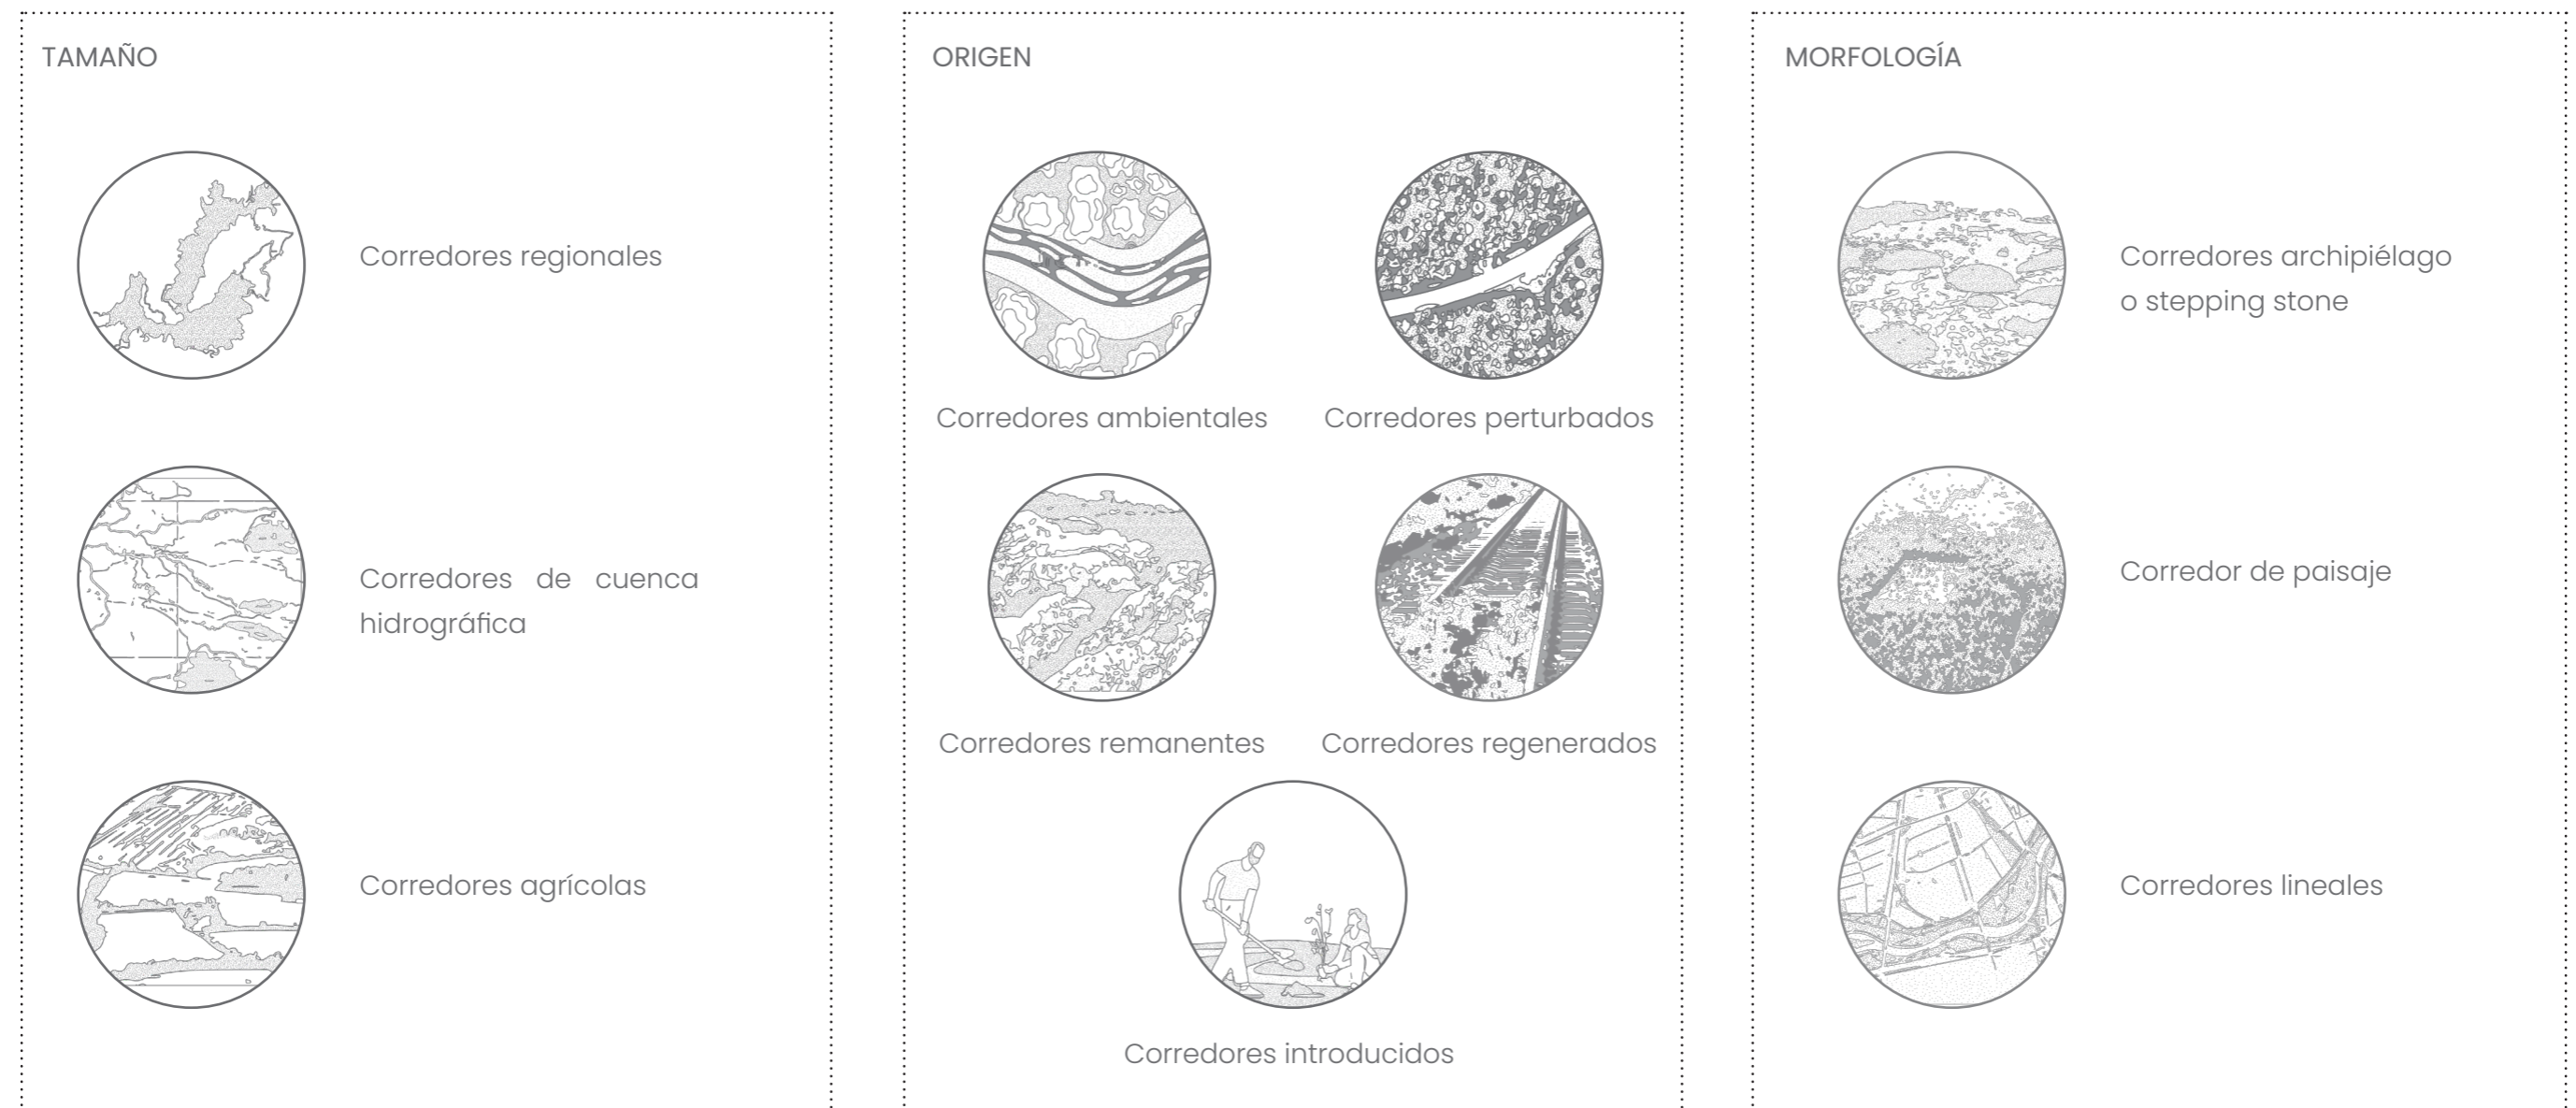 TAMAÑO
Corredores regionales
Corredores de cuenca
hidrográfica
Corredores agrícolas
ORIGEN
Corredores ambientales
Corredores perturbados
Corredores remanentes
Corredores regenerados
Corredores introducidos
MORFOLOGÍA
Corredores archipiélago
o stepping stone
Corredor de paisaje
Corredores lineales